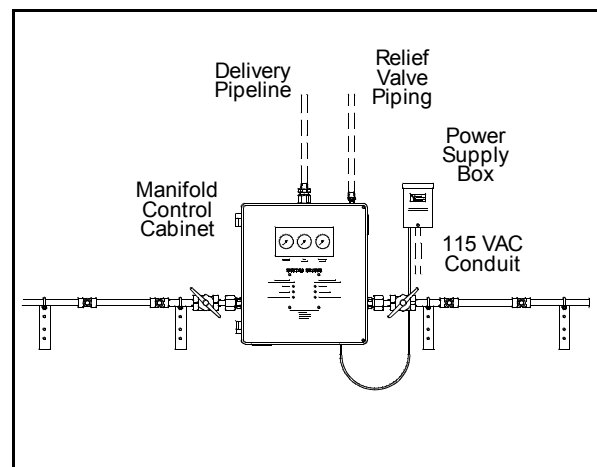 Delivery
Pipeline
Relief
Valve
Piping
Power
Supply
Box
Manifold
Control
Cabinet
115 VAC
Conduit